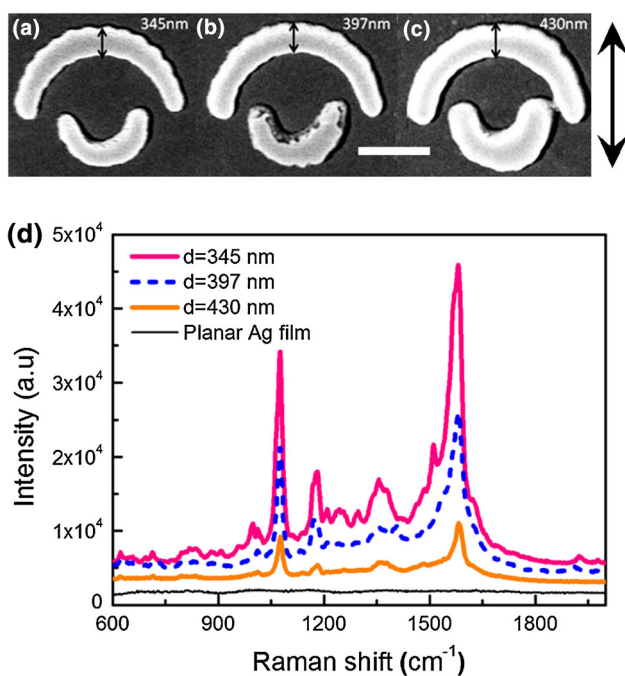 (a) 345nm (b) 397nm (c) 430nm
(d)
5x10⁴
4x10⁴
3x10⁴
2x10⁴
1x10⁴
0
Intensity (a.u)
d=345 nm
d=397 nm
d=430 nm
Planar Ag film
600 900 1200 1500 1800
Raman shift (cm⁻¹)